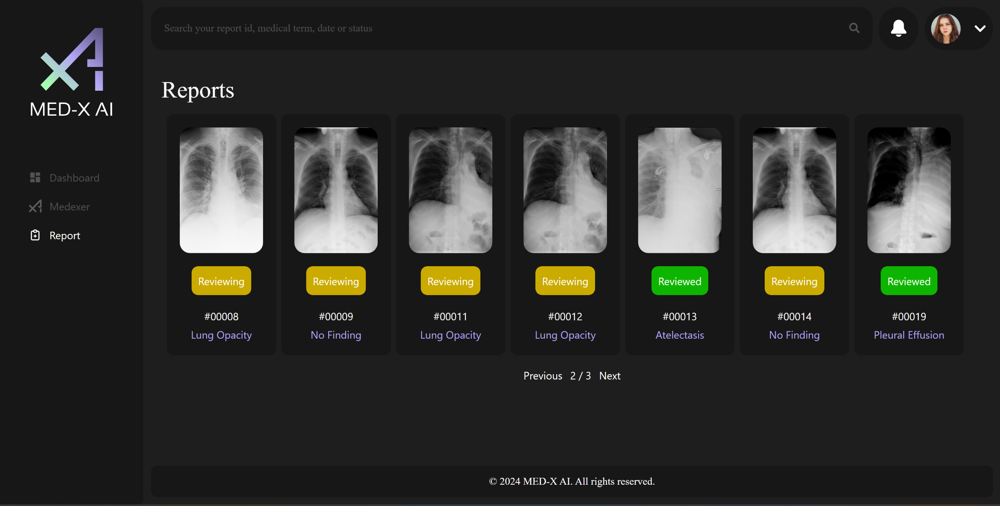 Search your report id, medical term, date or status
MED-X AI
Dashboard
Medexer
Report
Reports
Reviewing
#00008
Lung Opacity
Reviewing
#00009
No Finding
Reviewing
#00011
Lung Opacity
Reviewing
#00012
Lung Opacity
Reviewed
#00013
Atelectasis
Reviewing
#00014
No Finding
Reviewed
#00019
Pleural Effusion
Previous 2 / 3 Next
© 2024 MED-X AI. All rights reserved.